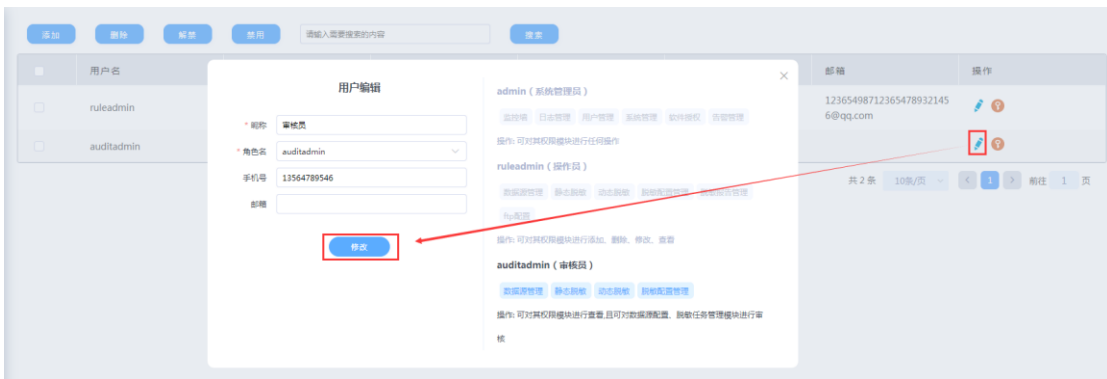 添加 删除 解禁 禁用 请输入需要搜索的内容 搜索
用户名 邮箱 操作
ruleadmin 12365498712365478932145
6@qq.com
auditadmin
共2条 10条/页 < 1 > 前往 1 页
用户编辑
* 昵称 审核员
* 角色名 auditadmin
手机号 13564789546
邮箱
修改
admin（系统管理员）
监控端 日志管理 用户管理 系统管理 软件授权 告警管理
操作: 可对其权限模块进行任何操作
ruleadmin（操作员）
数据源管理 静态脱敏 动态脱敏 脱敏配置管理 脱敏报告管理
ftp配置
操作: 可对其权限模块进行添加、删除、修改、查看
auditadmin（审核员）
数据源管理 静态脱敏 动态脱敏 脱敏配置管理
操作: 可对其权限模块进行查看,且可对数据源配置、脱敏任务管理模块进行审
核